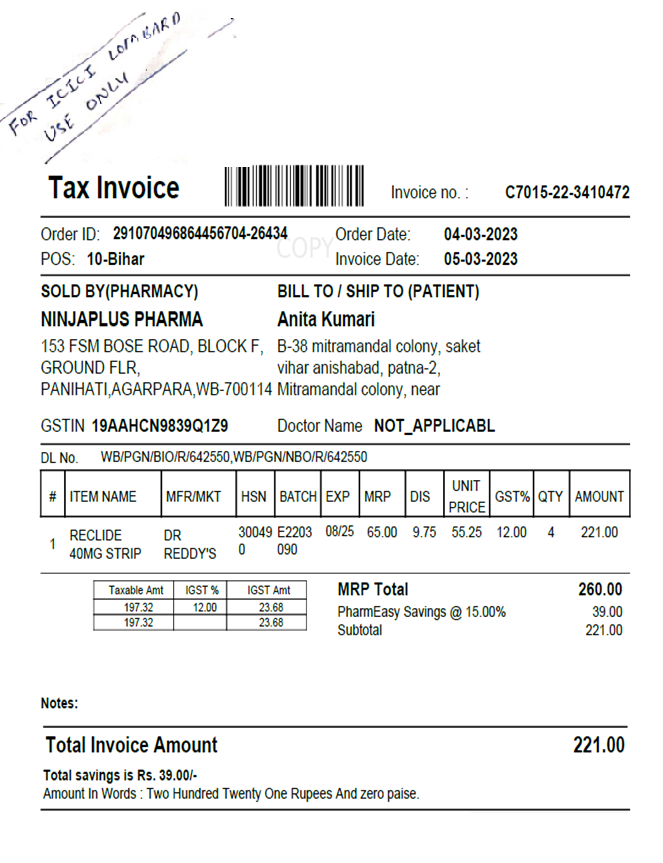 FOR ICICI LOMBARD
USE ONLY
Tax Invoice
Invoice no. : C7015-22-3410472
Order ID: 291070496864456704-26434 Order Date: 04-03-2023
COPY
POS: 10-Bihar Invoice Date: 05-03-2023
SOLD BY(PHARMACY) BILL TO / SHIP TO (PATIENT)
NINJAPLUS PHARMA Anita Kumari
153 FSM BOSE ROAD, BLOCK F, B-38 mitramandal colony, saket
GROUND FLR, vihar anishabad, patna-2,
PANIHATI,AGARPARA,WB-700114 Mitramandal colony, near
GSTIN 19AAHCN9839Q1Z9 Doctor Name NOT_APPLICABL
DL No. WB/PGN/BIO/R/642550,WB/PGN/NBO/R/642550
# ITEM NAME MFR/MKT HSN BATCH EXP MRP DIS UNIT PRICE GST% QTY AMOUNT
1 RECLIDE 40MG STRIP DR REDDY'S 300490 E2203090 08/25 65.00 9.75 55.25 12.00 4 221.00
Taxable Amt IGST % IGST Amt
197.32 12.00 23.68
197.32 23.68
MRP Total 260.00
PharmEasy Savings @ 15.00% 39.00
Subtotal 221.00
Notes:
Total Invoice Amount 221.00
Total savings is Rs. 39.00/-
Amount In Words : Two Hundred Twenty One Rupees And zero paise.